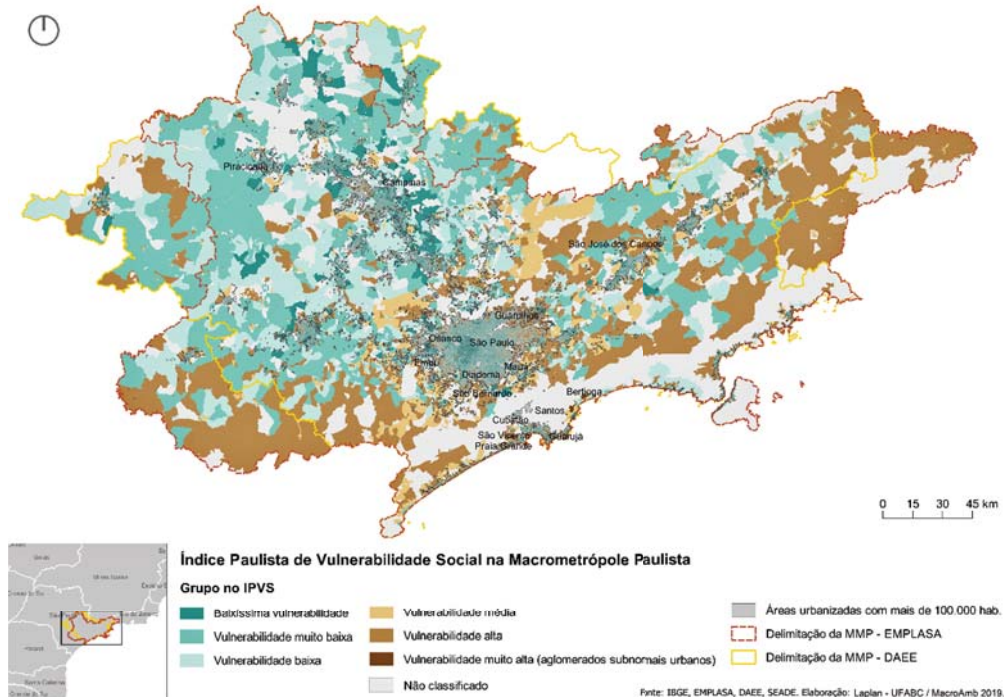 Piracicaba
Campinas
São José dos Campos
Guarulhos
Osasco
São Paulo
Embu
Mauá
Diadema
São Bernardo
Bertioga
Santos
Cubatão
São Vicente
Guarujá
Praia Grande
0 15 30 45 km
Índice Paulista de Vulnerabilidade Social na Macrometrópole Paulista
Grupo no IPVS
Baixíssima vulnerabilidade
Vulnerabilidade muito baixa
Vulnerabilidade baixa
Vulnerabilidade média
Vulnerabilidade alta
Vulnerabilidade muito alta (aglomerados subnomais urbanos)
Não classificado
Áreas urbanizadas com mais de 100.000 hab.
Delimitação da MMP - EMPLASA
Delimitação da MMP - DAEE
Fonte: IBGE, EMPLASA, DAEE, SEADE. Elaboração: Laplan - UFABC / MacroAmb 2019.